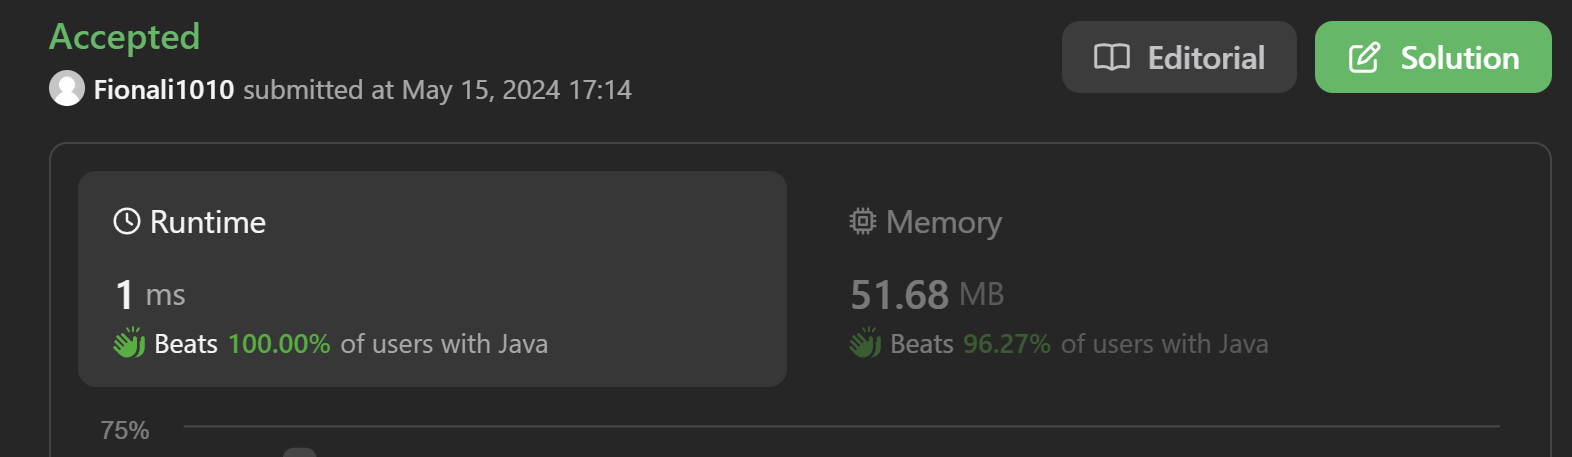 Accepted
Fionali1010 submitted at May 15, 2024 17:14
Editorial
Solution
Runtime
1 ms
Beats 100.00% of users with Java
Memory
51.68 MB
Beats 96.27% of users with Java
75%